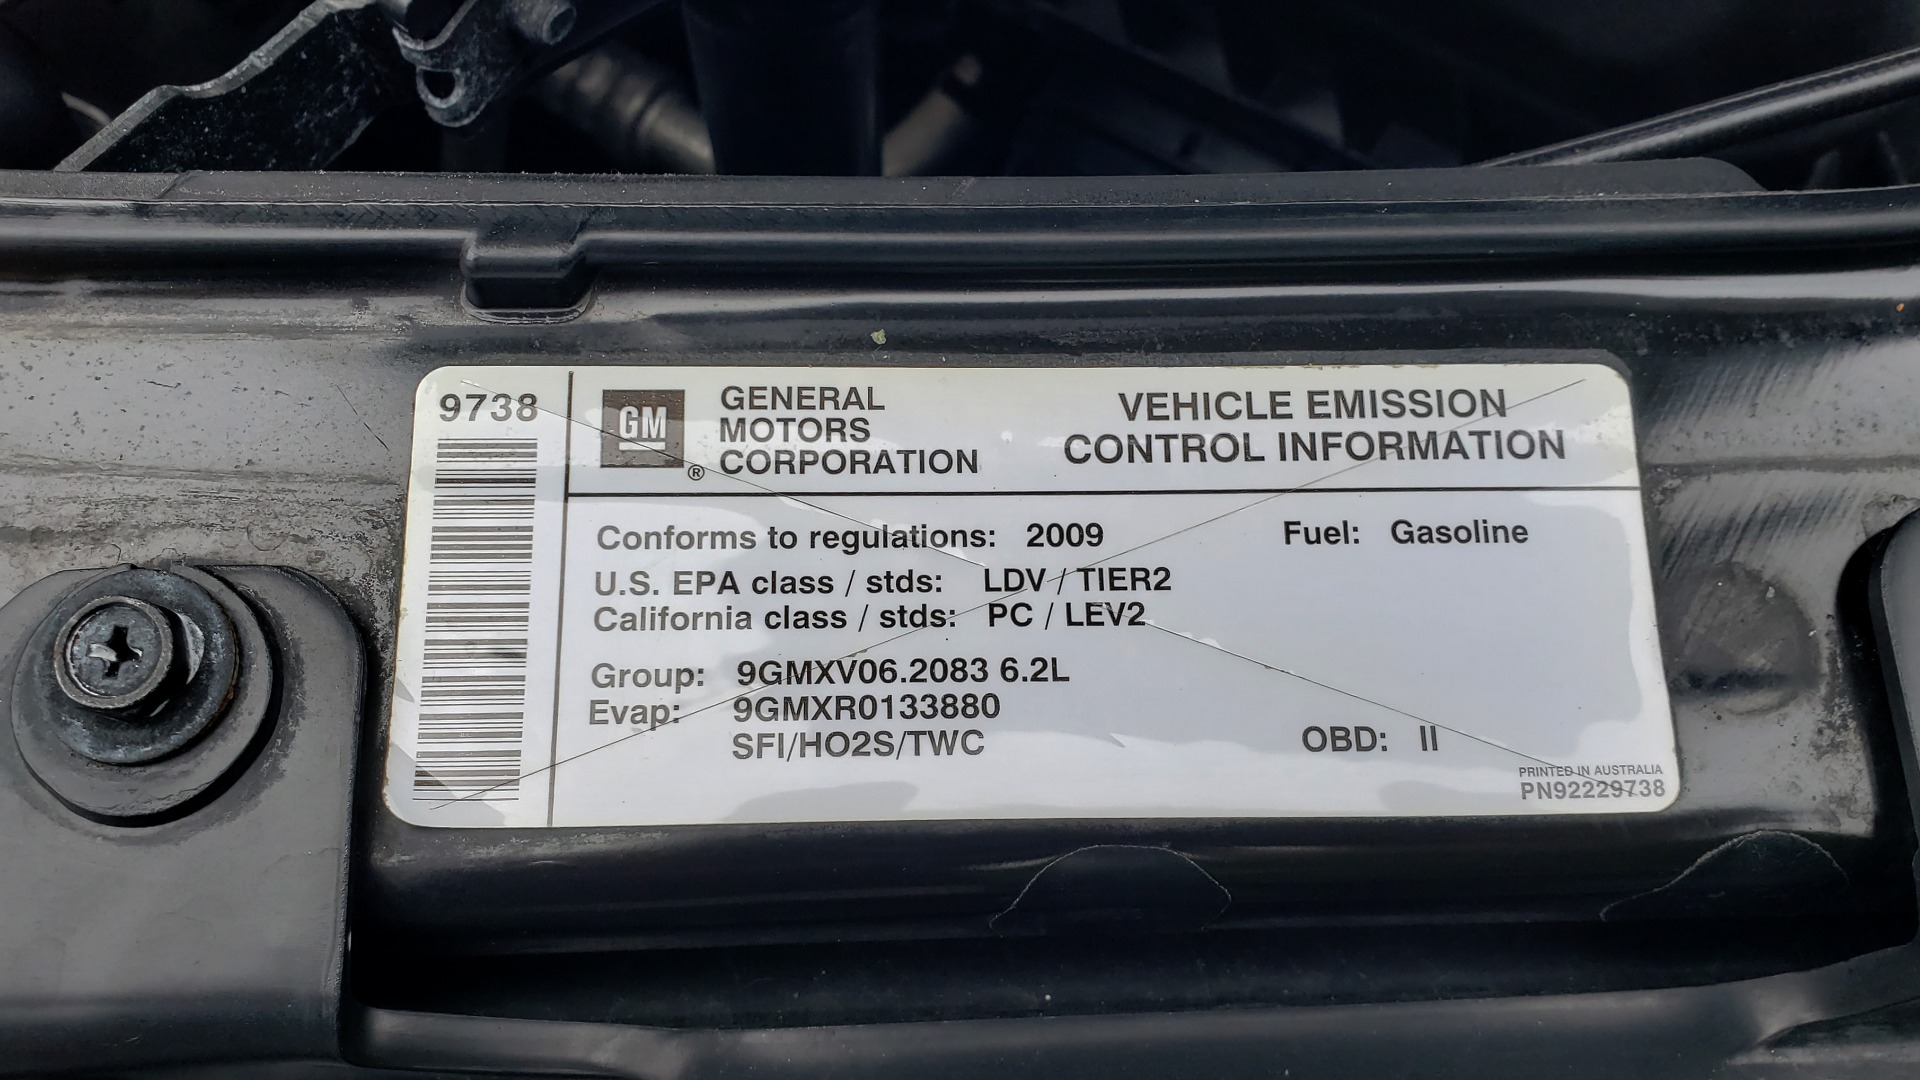 9738
GM
®
GENERAL
MOTORS
CORPORATION
VEHICLE EMISSION
CONTROL INFORMATION
Conforms to regulations: 2009 Fuel: Gasoline
U.S. EPA class / stds: LDV / TIER2
California class / stds: PC / LEV2
Group: 9GMXV06.2083 6.2L
Evap: 9GMXR0133880
SFI/HO2S/TWC
OBD: II
PRINTED IN AUSTRALIA
PN92229738